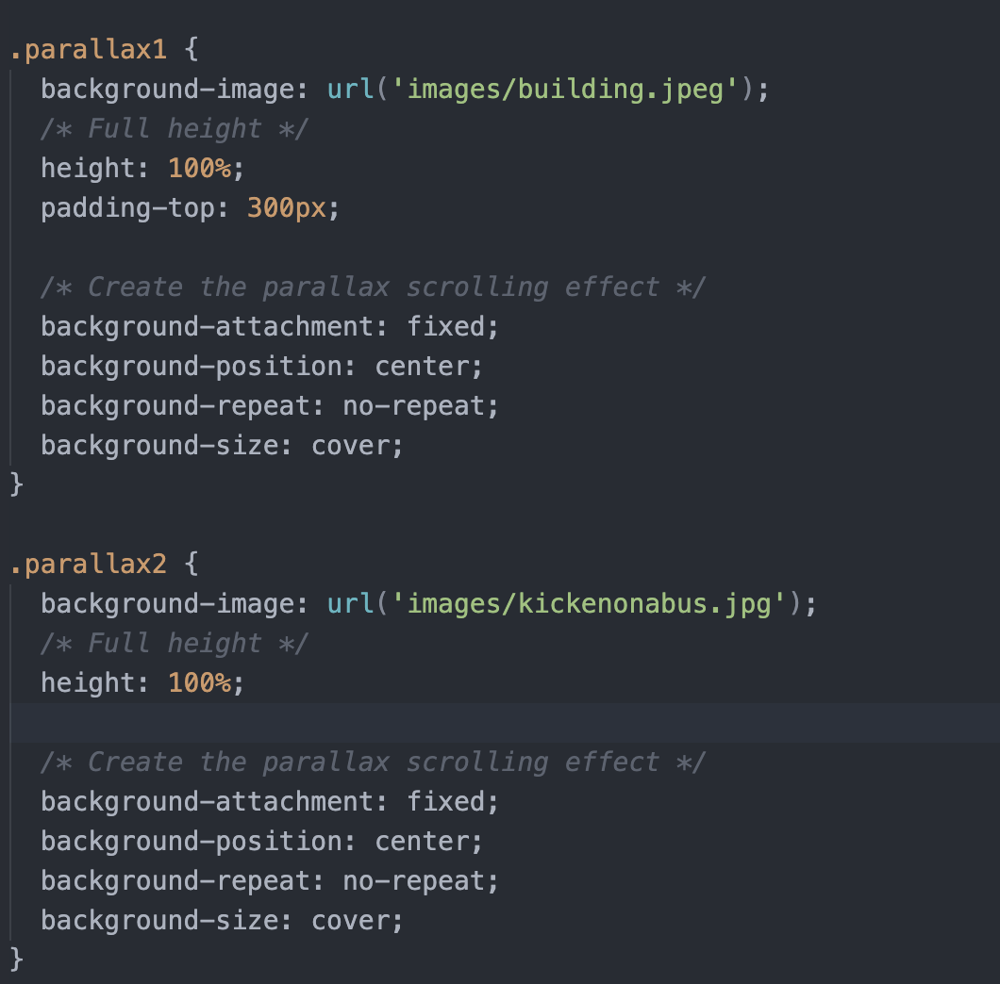 .parallax1 {
background-image: url('images/building.jpeg');
/* Full height */
height: 100%;
padding-top: 300px;
/* Create the parallax scrolling effect */
background-attachment: fixed;
background-position: center;
background-repeat: no-repeat;
background-size: cover;
}
.parallax2 {
background-image: url('images/kickenonabus.jpg');
/* Full height */
height: 100%;
/* Create the parallax scrolling effect */
background-attachment: fixed;
background-position: center;
background-repeat: no-repeat;
background-size: cover;
}